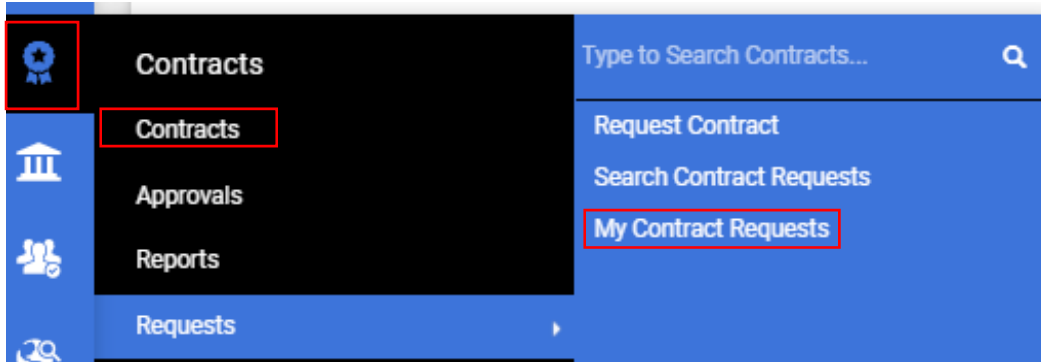 Contracts
Contracts
Approvals
Reports
Requests
Type to Search Contracts...
Request Contract
Search Contract Requests
My Contract Requests